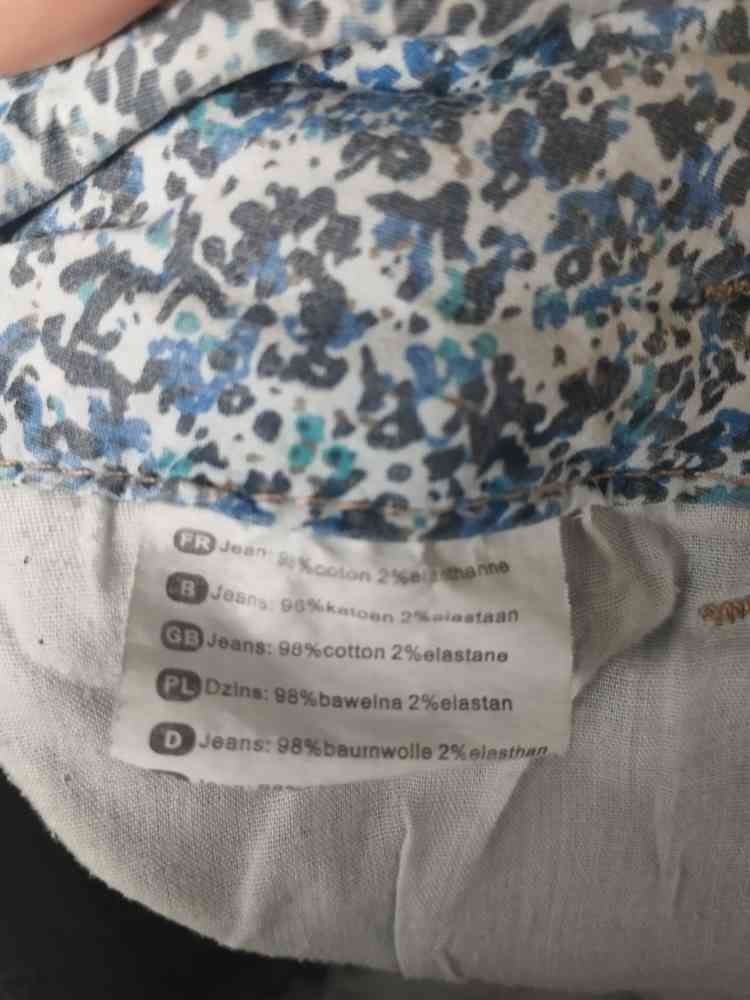 FR Jean: 98%coton 2%elasthanne
B Jeans: 98%katoen 2%elastaan
GB Jeans: 98%cotton 2%elastane
PL Dzins: 98%bawelna 2%elastan
D Jeans: 98%baumwolle 2%elasthan